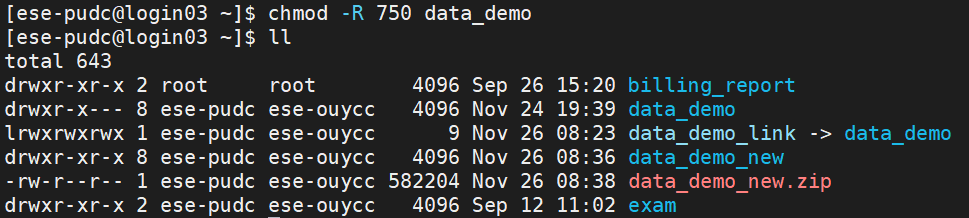 [ese-pudc@login03 ~]$ chmod -R 750 data_demo
[ese-pudc@login03 ~]$ ll
total 643
drwxr-xr-x 2 root     root       4096 Sep 26 15:20 billing_report
drwxr-x--- 8 ese-pudc ese-ouycc   4096 Nov 24 19:39 data_demo
lrwxrwxrwx 1 ese-pudc ese-ouycc      9 Nov 26 08:23 data_demo_link -> data_demo
drwxr-xr-x 8 ese-pudc ese-ouycc   4096 Nov 26 08:36 data_demo_new
-rw-r--r-- 1 ese-pudc ese-ouycc 582204 Nov 26 08:38 data_demo_new.zip
drwxr-xr-x 2 ese-pudc ese-ouycc   4096 Sep 12 11:02 exam